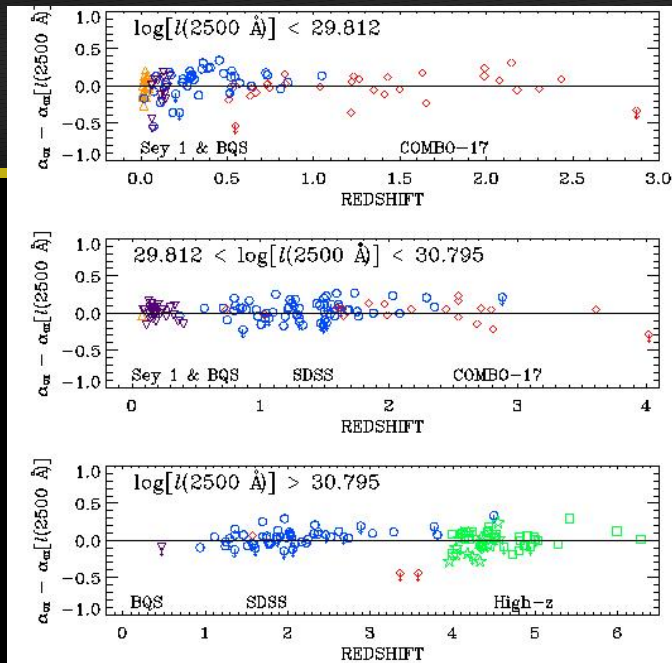 log[l(2500 Å)] < 29.812
α_ox − α_ox[l(2500 Å)]
1.0
0.5
0.0
-0.5
-1.0
Sey 1 & BQS COMBO-17
0.0 0.5 1.0 1.5 2.0 2.5 3.0
REDSHIFT
29.812 < log[l(2500 Å)] < 30.795
α_ox − α_ox[l(2500 Å)]
1.0
0.5
0.0
-0.5
-1.0
Sey 1 & BQS SDSS COMBO-17
0 1 2 3 4
REDSHIFT
log[l(2500 Å)] > 30.795
α_ox − α_ox[l(2500 Å)]
1.0
0.5
0.0
-0.5
-1.0
BQS SDSS High-z
0 1 2 3 4 5 6
REDSHIFT